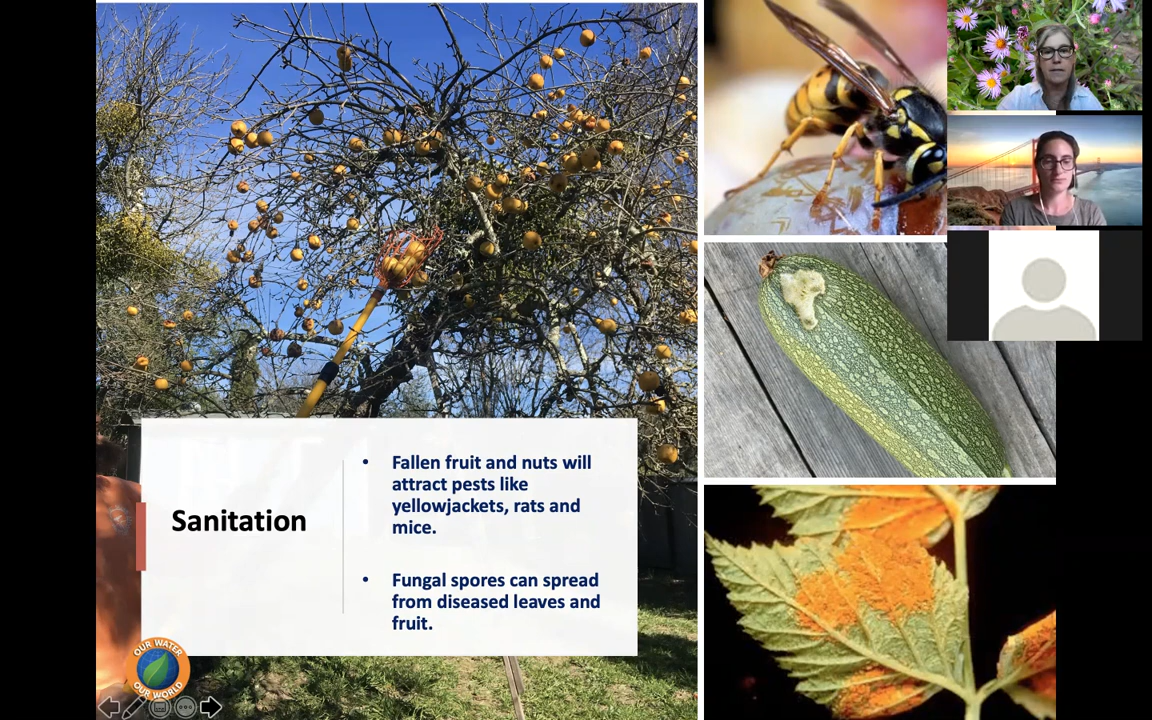 Sanitation
• Fallen fruit and nuts will
attract pests like
yellowjackets, rats and
mice.
• Fungal spores can spread
from diseased leaves and
fruit.
OUR WATER
OUR WORLD